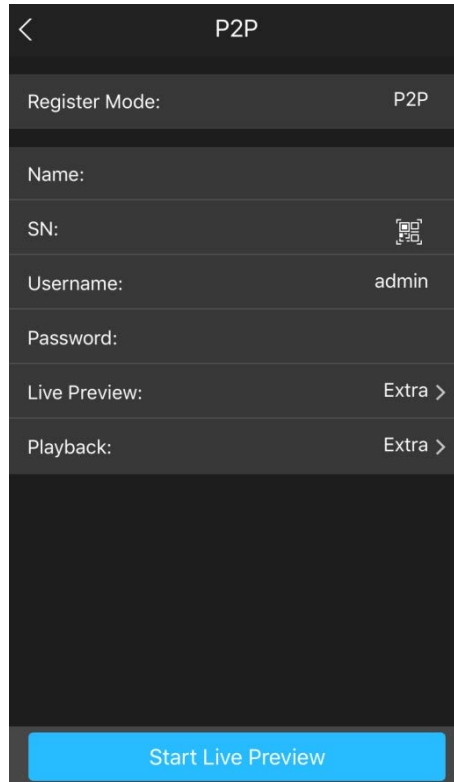 P2P
Register Mode: P2P
Name:
SN:
Username: admin
Password:
Live Preview: Extra
Playback: Extra
Start Live Preview